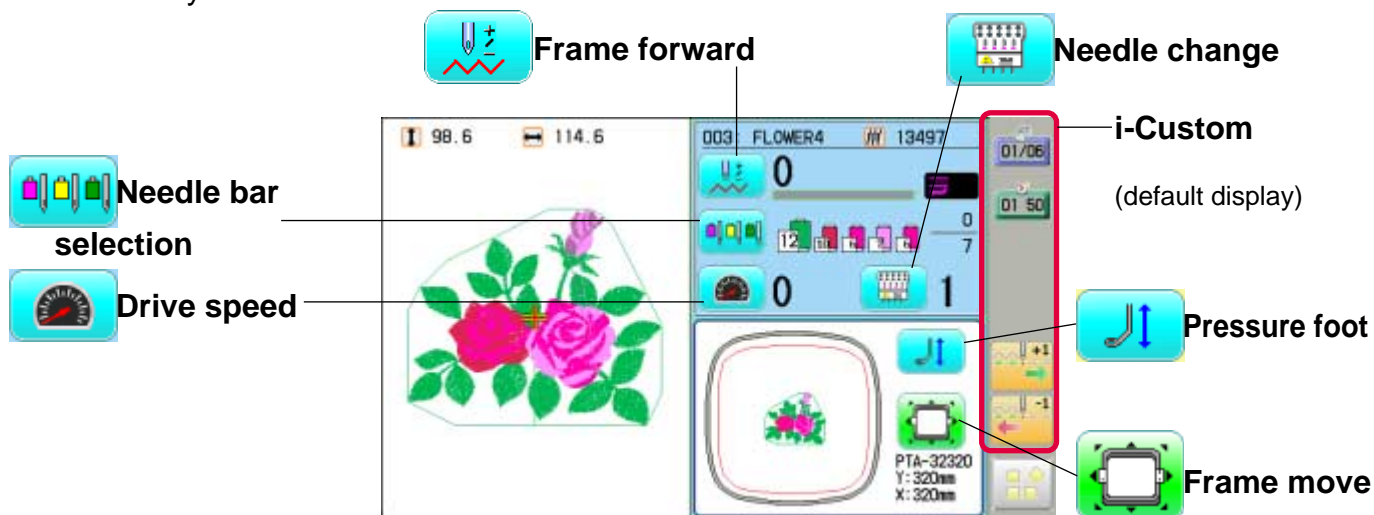 Frame forward
Needle change
98.6 114.6
003: FLOWER4 13497
01/06
i-Custom
(default display)
0
01 50
Needle bar
selection
12
0
7
Drive speed
0
1
Pressure foot
+1
-1
PTA-32320
Y:320mm
X:320mm
Frame move